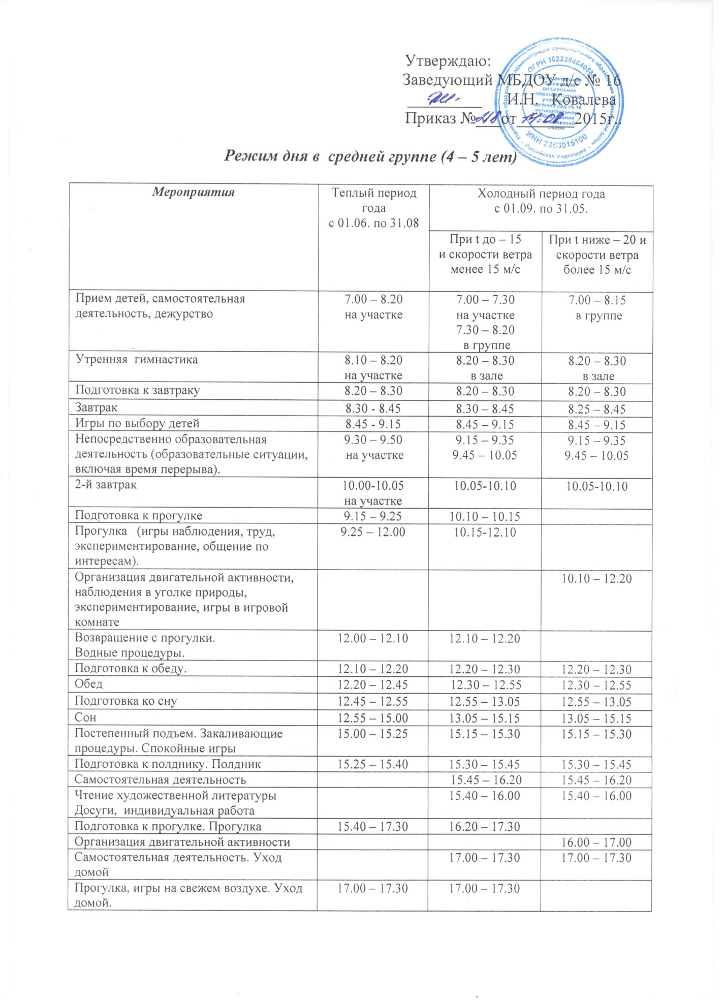 Утверждаю:
Заведующий МБДОУ д/с № 16
И.Н. Ковалева
Приказ № 218 от 14.08 2015г..
ОГРН 1022304840586
муниципальное
бюджетное
дошкольное
образовательное
учреждение
детский сад № 16
муниципального
образования
Тимашевский
район
ИНН 2353015100
Российская Федерация
Режим дня в средней группе (4 – 5 лет)
Мероприятия
Теплый период
года
с 01.06. по 31.08
Холодный период года
с 01.09. по 31.05.
При t до – 15
и скорости ветра
менее 15 м/с
При t ниже – 20 и
скорости ветра
более 15 м/с
Прием детей, самостоятельная
деятельность, дежурство
7.00 – 8.20
на участке
7.00 – 7.30
на участке
7.30 – 8.20
в группе
7.00 – 8.15
в группе
Утренняя гимнастика
8.10 – 8.20
на участке
8.20 – 8.30
в зале
8.20 – 8.30
в зале
Подготовка к завтраку 8.20 – 8.30 8.20 – 8.30 8.20 – 8.30
Завтрак 8.30 - 8.45 8.30 – 8.45 8.25 – 8.45
Игры по выбору детей 8.45 - 9.15 8.45 – 9.15 8.45 – 9.15
Непосредственно образовательная
деятельность (образовательные ситуации,
включая время перерыва).
9.30 – 9.50
на участке
9.15 – 9.35
9.45 – 10.05
9.15 – 9.35
9.45 – 10.05
2-й завтрак
10.00-10.05
на участке
10.05-10.10
10.05-10.10
Подготовка к прогулке 9.15 – 9.25 10.10 – 10.15
Прогулка (игры наблюдения, труд,
экспериментирование, общение по
интересам).
9.25 – 12.00
10.15-12.10
Организация двигательной активности,
наблюдения в уголке природы,
экспериментирование, игры в игровой
комнате
10.10 – 12.20
Возвращение с прогулки.
Водные процедуры.
12.00 – 12.10
12.10 – 12.20
Подготовка к обеду. 12.10 – 12.20 12.20 – 12.30 12.20 – 12.30
Обед 12.20 – 12.45 12.30 – 12.55 12.30 – 12.55
Подготовка ко сну 12.45 – 12.55 12.55 – 13.05 12.55 – 13.05
Сон 12.55 – 15.00 13.05 – 15.15 13.05 – 15.15
Постепенный подъем. Закаливающие
процедуры. Спокойные игры
15.00 – 15.25
15.15 – 15.30
15.15 – 15.30
Подготовка к полднику. Полдник 15.25 – 15.40 15.30 – 15.45 15.30 – 15.45
Самостоятельная деятельность 15.45 – 16.20 15.45 – 16.20
Чтение художественной литературы
Досуги, индивидуальная работа
15.40 – 16.00
15.40 – 16.00
Подготовка к прогулке. Прогулка 15.40 – 17.30 16.20 – 17.30
Организация двигательной активности 16.00 – 17.00
Самостоятельная деятельность. Уход
домой
17.00 – 17.30
17.00 – 17.30
Прогулка, игры на свежем воздухе. Уход
домой.
17.00 – 17.30
17.00 – 17.30